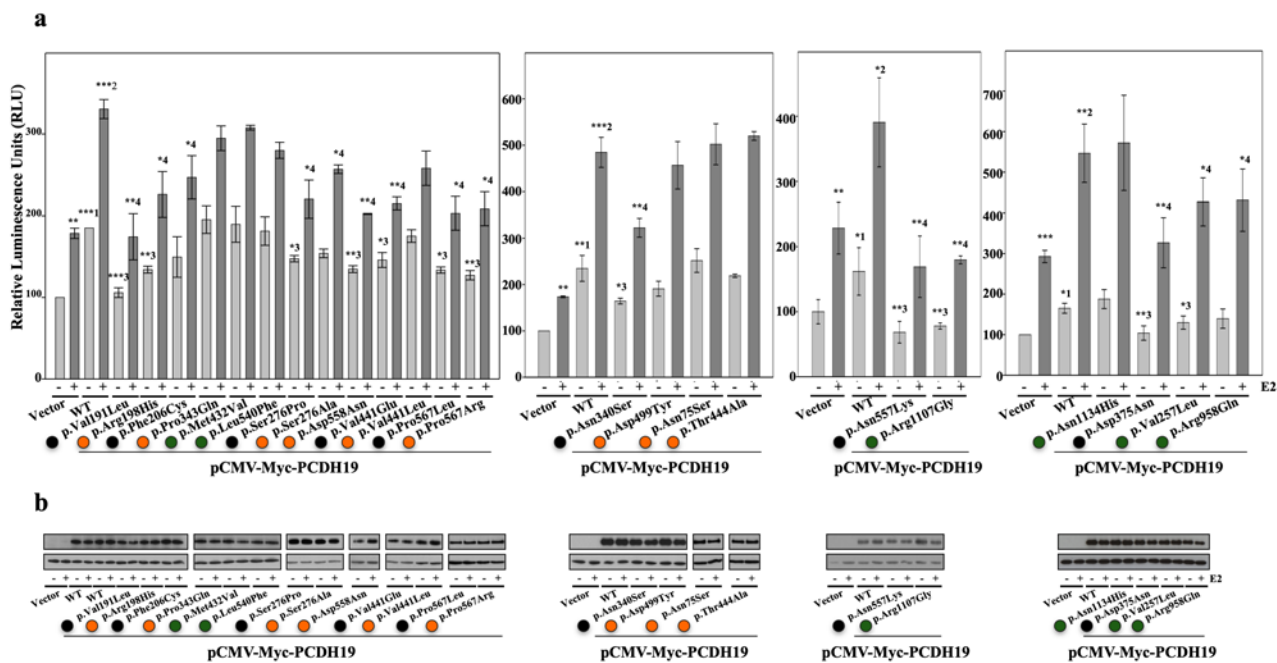 a
Relative Luminescence Units (RLU)
300
200
100
0
** ***1 ***2 ***3 **4 **3 *4 *4 *3 *4 *4 **3 **4 *3 *4 *3 *4 **3 *4
- + - + - + - + - + - + - + - + - + - + - + - + - + - + - +
Vector WT p.Val191Leu p.Arg198His p.Phe206Cys p.Pro343Gln p.Met432Val p.Leu540Phe p.Ser276Pro p.Ser276Ala p.Asp558Asn p.Val441Glu p.Val441Leu p.Pro567Leu p.Pro567Arg
pCMV-Myc-PCDH19
600
500
400
300
200
100
0
** **1 ***2 *3 **4
- + - + - + - + - + - +
Vector WT p.Asn340Ser p.Asp499Tyr p.Asn75Ser p.Thr444Ala
pCMV-Myc-PCDH19
400
300
200
100
0
** *1 *2 **3 **4 **3 **4
- + - + - + - +
Vector WT p.Asn557Lys p.Arg1107Gly
pCMV-Myc-PCDH19
700
600
500
400
300
200
100
0
*** *1 **2 **3 **4 *3 *4 *4
- + - + - + - + - + - + E2
Vector WT p.Asn1134His p.Asp375Asn p.Val257Leu p.Arg958Gln
pCMV-Myc-PCDH19
b
- + - + - + - + - + - + - + - + - + - + - + - + - + - + - +
Vector WT WT p.Val191Leu p.Arg198His p.Phe206Cys p.Pro343Gln p.Met432Val p.Leu540Phe p.Ser276Pro p.Ser276Ala p.Asp558Asn p.Val441Glu p.Val441Leu p.Pro567Leu p.Pro567Arg
pCMV-Myc-PCDH19
- + - + - + - + - + - +
Vector WT p.Asn340Ser p.Asp499Tyr p.Asn75Ser p.Thr444Ala
pCMV-Myc-PCDH19
- + - + - + - +
Vector WT p.Asn557Lys p.Arg1107Gly
pCMV-Myc-PCDH19
- + - + - + - + - + - + E2
Vector WT p.Asn1134His p.Asp375Asn p.Val257Leu p.Arg958Gln
pCMV-Myc-PCDH19